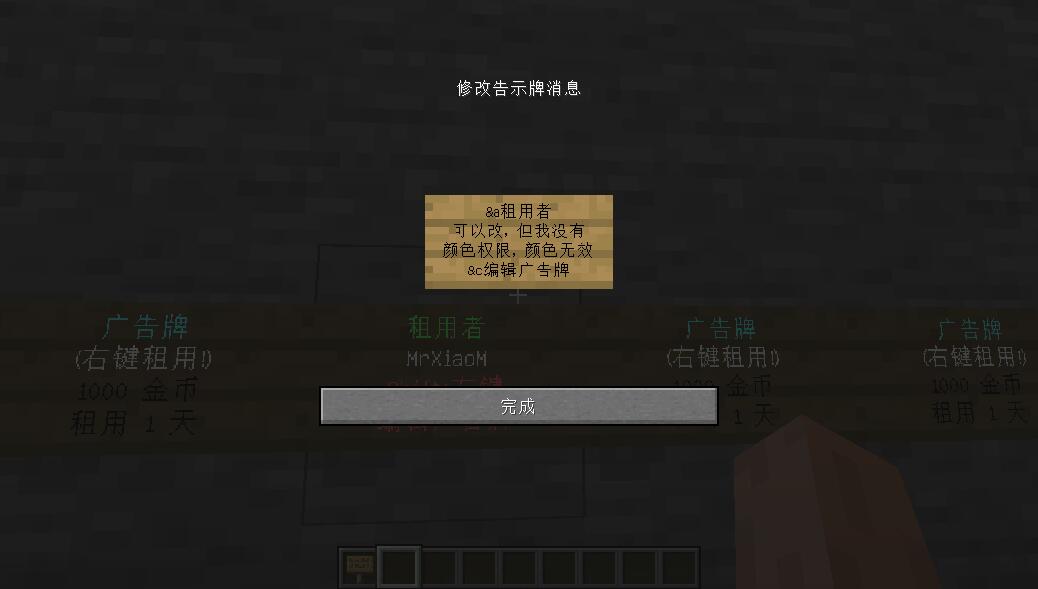 修改告示牌消息
&a租用者
可以改,但我没有
颜色权限,颜色无效
&c编辑广告牌
广告牌
(右键租用!)
1000 金币
租用 1 天
租用者
MrXiaoM
完成
广告牌
(右键租用!)
1000 金币
1 天
广告牌
(右键租用!)
1000 金币
租用 1 天